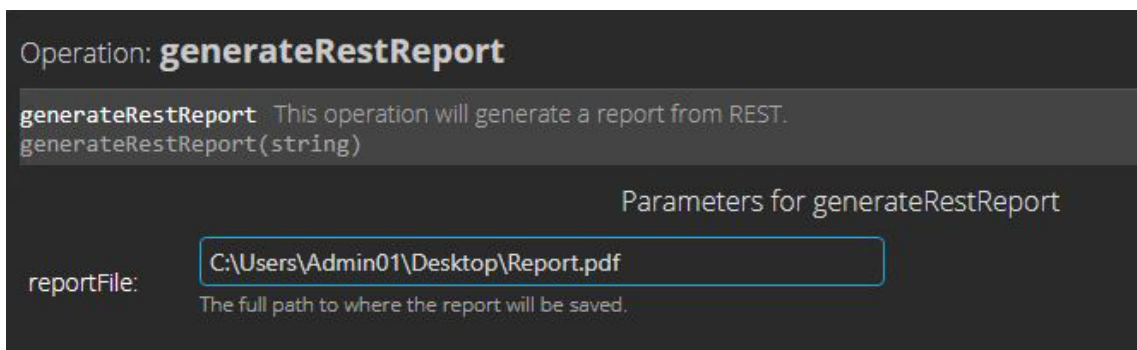 Operation: generateRestReport
generateRestReport This operation will generate a report from REST.
generateRestReport(string)
Parameters for generateRestReport
reportFile:
C:\Users\Admin01\Desktop\Report.pdf
The full path to where the report will be saved.